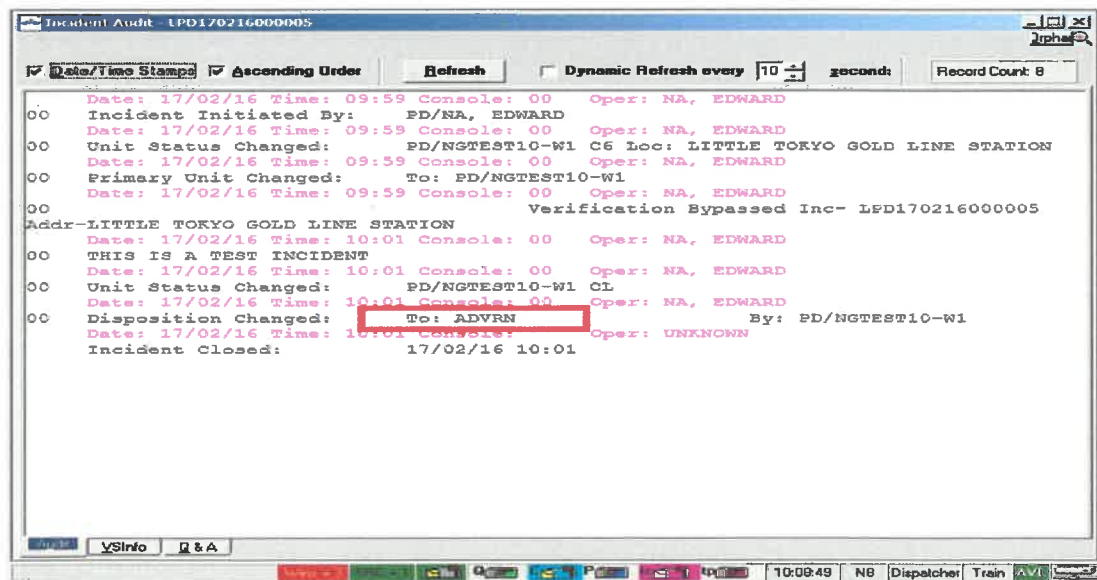 Incident Audit - LPD170216000005
Date/Time Stamps Ascending Order Refresh Dynamic Refresh every 10 second: Record Count: 8
Date: 17/02/16 Time: 09:59 Console: 00 Oper: NA, EDWARD
00 Incident Initiated By: PD/NA, EDWARD
Date: 17/02/16 Time: 09:59 Console: 00 Oper: NA, EDWARD
00 Unit Status Changed: PD/NGTEST10-W1 C6 Loc: LITTLE TOKYO GOLD LINE STATION
Date: 17/02/16 Time: 09:59 Console: 00 Oper: NA, EDWARD
00 Primary Unit Changed: To: PD/NGTEST10-W1
Date: 17/02/16 Time: 09:59 Console: 00 Oper: NA, EDWARD
00 Verification Bypassed Inc- LPD170216000005
Addr-LITTLE TOKYO GOLD LINE STATION
Date: 17/02/16 Time: 10:01 Console: 00 Oper: NA, EDWARD
00 THIS IS A TEST INCIDENT
Date: 17/02/16 Time: 10:01 Console: 00 Oper: NA, EDWARD
00 Unit Status Changed: PD/NGTEST10-W1 CL
Date: 17/02/16 Time: 10:01 Console: 00 Oper: NA, EDWARD
00 Disposition Changed: To: ADVRN By: PD/NGTEST10-W1
Date: 17/02/16 Time: 10:01 Console: Oper: UNKNOWN
Incident Closed: 17/02/16 10:01
Audit VSInfo Q & A
10:08:49 N8 Dispatcher Train AVL